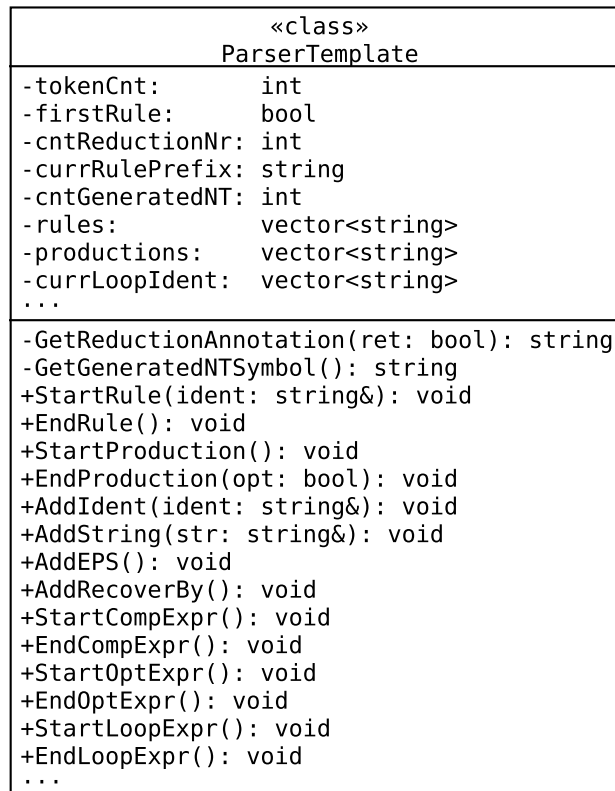 «class»
ParserTemplate
-tokenCnt: int
-firstRule: bool
-cntReductionNr: int
-currRulePrefix: string
-cntGeneratedNT: int
-rules: vector<string>
-productions: vector<string>
-currLoopIdent: vector<string>
...
-GetReductionAnnotation(ret: bool): string
-GetGeneratedNTSymbol(): string
+StartRule(ident: string&): void
+EndRule(): void
+StartProduction(): void
+EndProduction(opt: bool): void
+AddIdent(ident: string&): void
+AddString(str: string&): void
+AddEPS(): void
+AddRecoverBy(): void
+StartCompExpr(): void
+EndCompExpr(): void
+StartOptExpr(): void
+EndOptExpr(): void
+StartLoopExpr(): void
+EndLoopExpr(): void
...